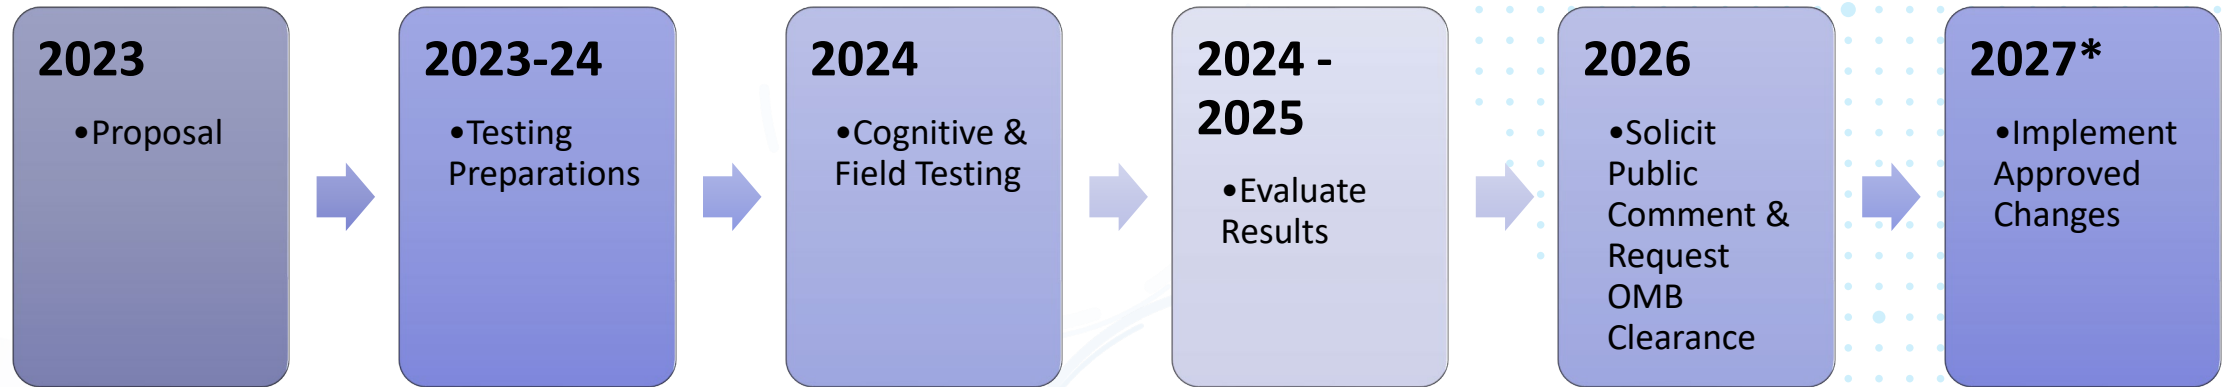 2023
•Proposal
2023-24
•Testing
Preparations
2024
•Cognitive &
Field Testing
2024 -
2025
•Evaluate
Results
2026
•Solicit
Public
Comment &
Request
OMB
Clearance
2027*
•Implement
Approved
Changes